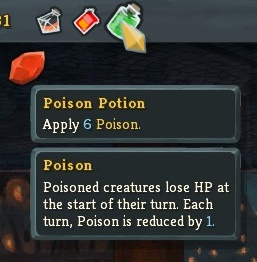 31
Poison Potion
Apply 6 Poison.
Poison
Poisoned creatures lose HP at
the start of their turn. Each
turn, Poison is reduced by 1.